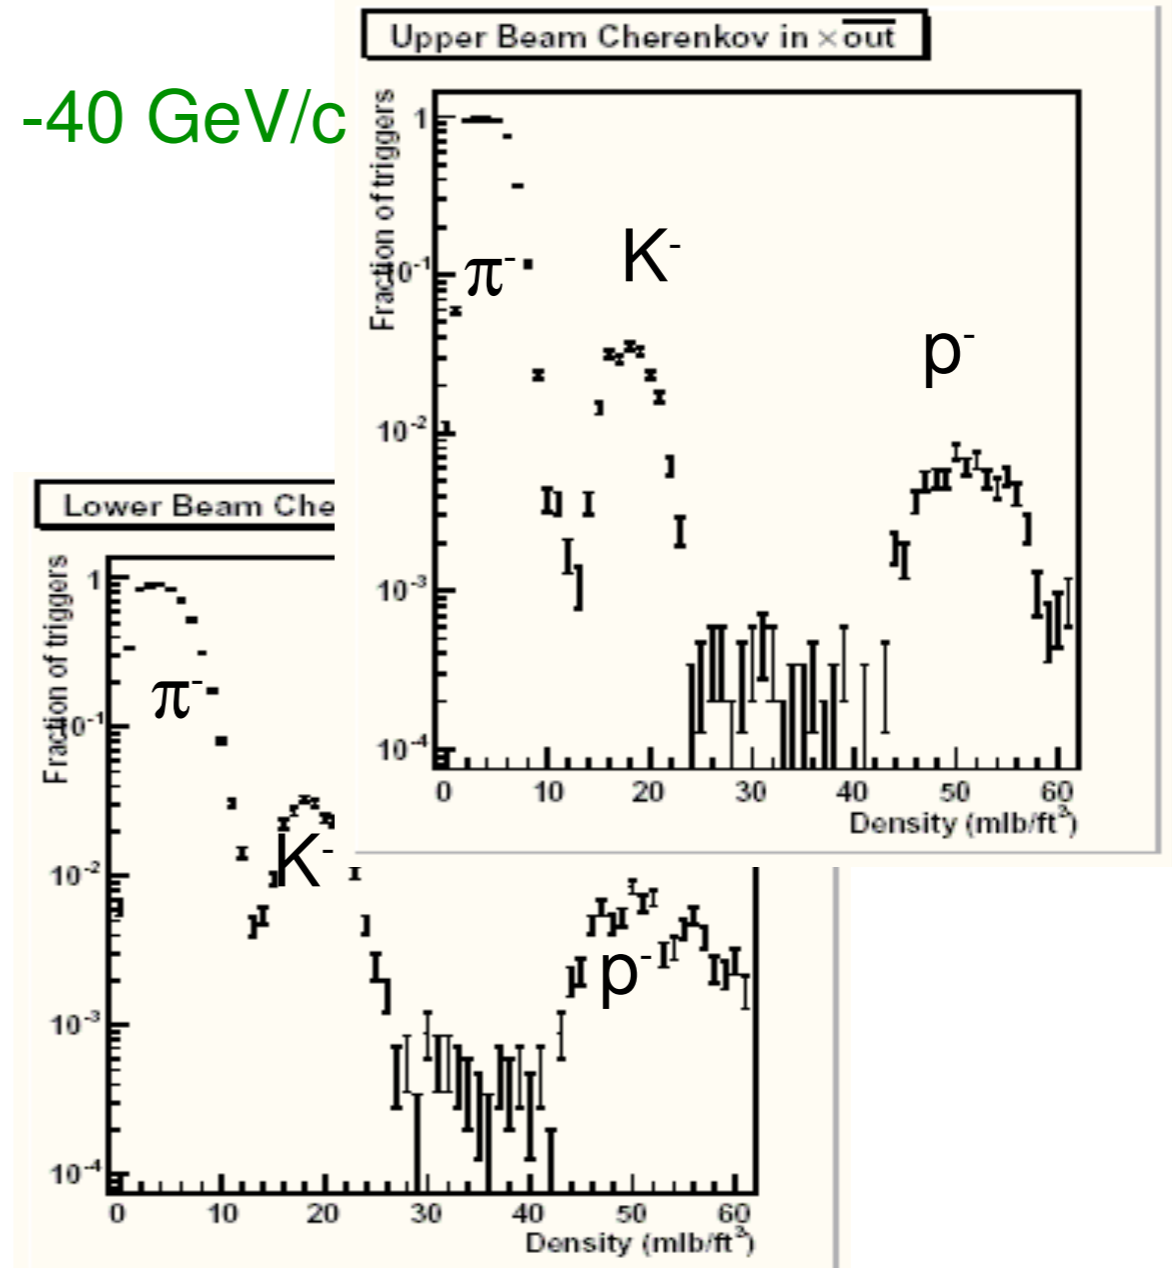 -40 GeV/c
Upper Beam Cherenkov in × out
Fraction of triggers
1
10-1
10-2
10-3
10-4
π-
K-
p-
0 10 20 30 40 50 60
Density (mlb/ft3)
Lower Beam Che
Fraction of triggers
1
10-1
10-2
10-3
10-4
π-
K-
p-
0 10 20 30 40 50 60
Density (mlb/ft3)